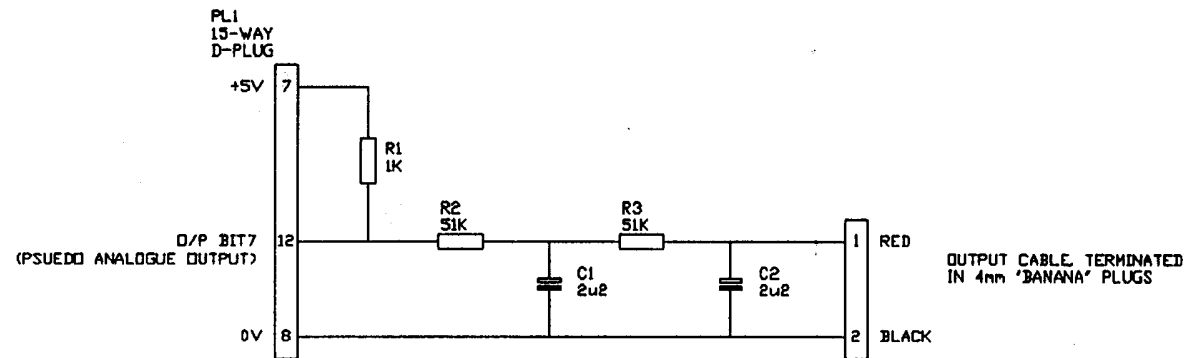 PL1
15-WAY
D-PLUG
+5V 7
R1
1K
R2
51K
R3
51K
O/P BIT7 12
(PSUEDO ANALOGUE OUTPUT)
1 RED
OUTPUT CABLE TERMINATED
IN 4mm 'BANANA' PLUGS
C1
2u2
C2
2u2
0V 8
2 BLACK